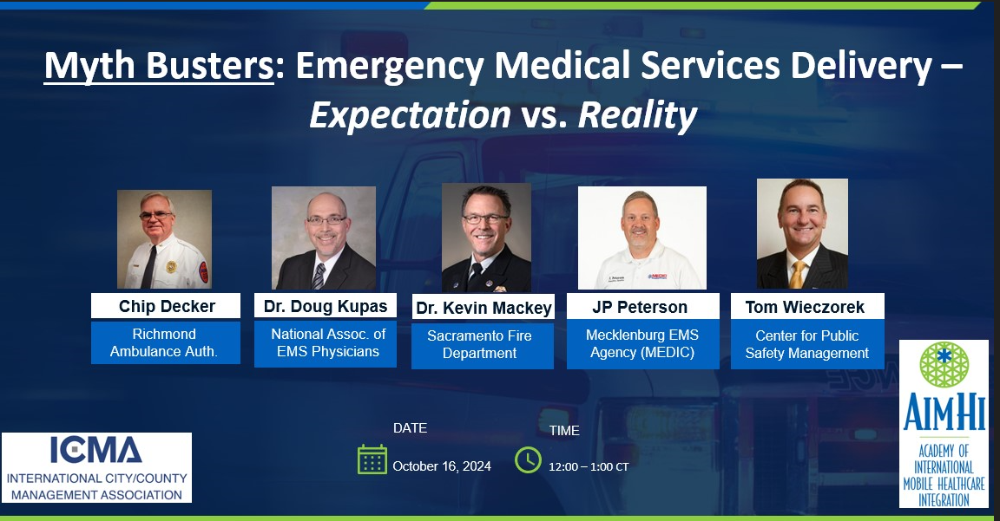 Myth Busters: Emergency Medical Services Delivery –
Expectation vs. Reality
Chip Decker
Richmond
Ambulance Auth.
Dr. Doug Kupas
National Assoc. of
EMS Physicians
Dr. Kevin Mackey
Sacramento Fire
Department
JP Peterson
Mecklenburg EMS
Agency (MEDIC)
Tom Wieczorek
Center for Public
Safety Management
ICMA
INTERNATIONAL CITY/COUNTY
MANAGEMENT ASSOCIATION
DATE
October 16, 2024
TIME
12:00 – 1:00 CT
AIMHI
ACADEMY OF
INTERNATIONAL
MOBILE HEALTHCARE
INTEGRATION